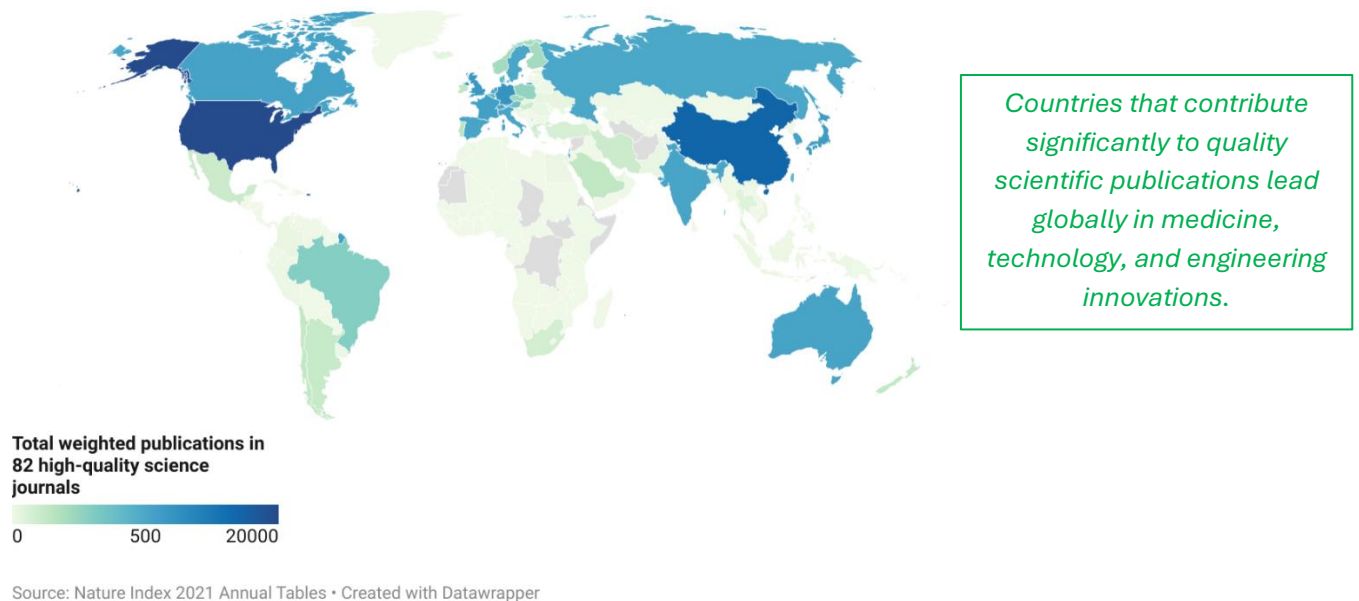 Countries that contribute
significantly to quality
scientific publications lead
globally in medicine,
technology, and engineering
innovations.
Total weighted publications in
82 high-quality science
journals
0 500 20000
Source: Nature Index 2021 Annual Tables • Created with Datawrapper